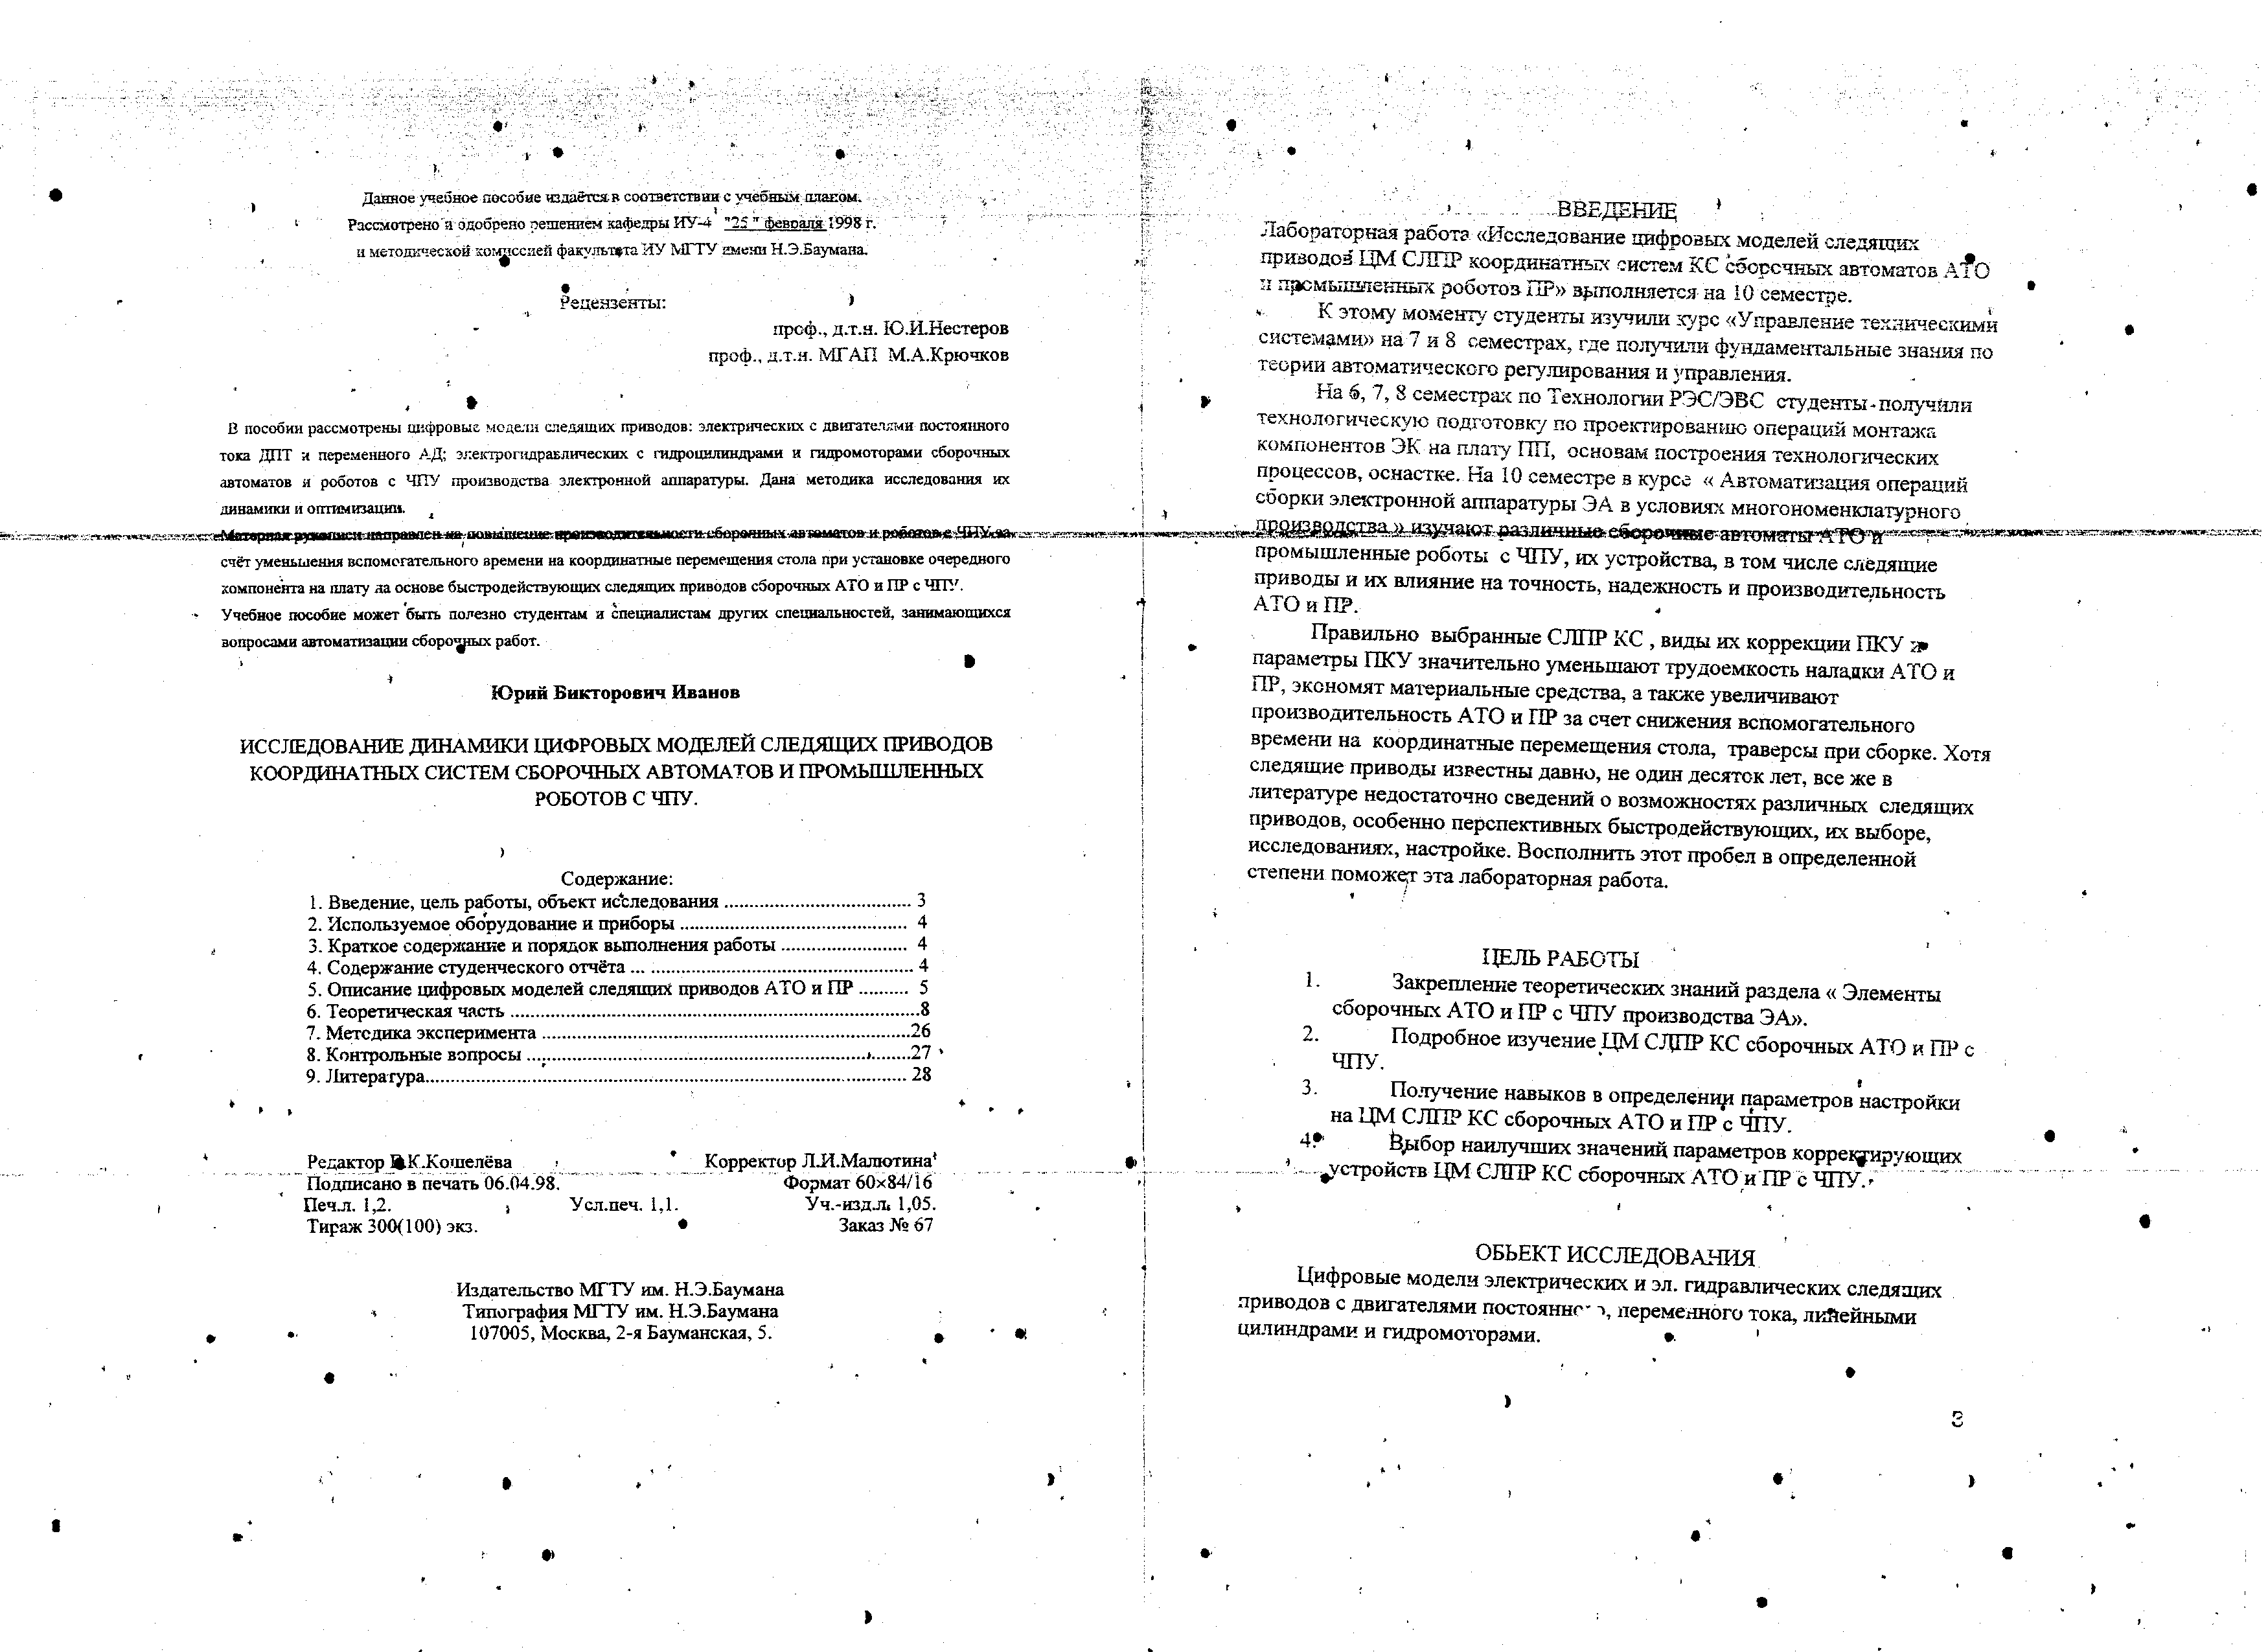 Данное учебное пособие издаётся в соответствии с учебным планом.
Рассмотрено и одобрено решением кафедры ИУ-4 "25 " февраля 1998 г.
и методической комиссией факультета ИУ МГТУ имени Н.Э.Баумана.
Рецензенты:
проф., д.т.н. Ю.И.Нестеров
проф., д.т.н. МГАП М.А.Крючков
В пособии рассмотрены цифровые модели следящих приводов: электрических с двигателями постоянного
тока ДПТ и переменного АД; электрогидравлических с гидроцилиндрами и гидромоторами сборочных
автоматов и роботов с ЧПУ производства электронной аппаратуры. Дана методика исследования их
динамики и оптимизации.
Материал рукописи направлен на повышение производительности сборочных автоматов и роботов с ЧПУ за
счёт уменьшения вспомогательного времени на координатные перемещения стола при установке очередного
компонента на плату на основе быстродействующих следящих приводов сборочных АТО и ПР с ЧПУ.
Учебное пособие может быть полезно студентам и специалистам других специальностей, занимающихся
вопросами автоматизации сборочных работ.
Юрий Викторович Иванов
ИССЛЕДОВАНИЕ ДИНАМИКИ ЦИФРОВЫХ МОДЕЛЕЙ СЛЕДЯЩИХ ПРИВОДОВ
КООРДИНАТНЫХ СИСТЕМ СБОРОЧНЫХ АВТОМАТОВ И ПРОМЫШЛЕННЫХ
РОБОТОВ С ЧПУ.
Содержание:
1. Введение, цель работы, объект исследования ..................................... 3
2. Используемое оборудование и приборы ............................................. 4
3. Краткое содержание и порядок выполнения работы ......................... 4
4. Содержание студенческого отчёта ... .................................................... 4
5. Описание цифровых моделей следящих приводов АТО и ПР .......... 5
6. Теоретическая часть .................................................................................8
7. Методика эксперимента .........................................................................26
8. Контрольные вопросы ............................................................................27
9. Литература............................................................................................... 28
Редактор Е.К.Кошелёва Корректор Л.И.Малютина
Подписано в печать 06.04.98. Формат 60×84/16
Печ.л. 1,2. Усл.печ. 1,1. Уч.-изд.л. 1,05.
Тираж 300(100) экз. Заказ № 67
Издательство МГТУ им. Н.Э.Баумана
Типография МГТУ им. Н.Э.Баумана
107005, Москва, 2-я Бауманская, 5.
ВВЕДЕНИЕ
Лабораторная работа «Исследование цифровых моделей следящих
приводов ЦМ СЛПР координатных систем КС сборочных автоматов АТО
и промышленных роботов ПР» выполняется на 10 семестре.
К этому моменту студенты изучили курс «Управление техническими
системами» на 7 и 8 семестрах, где получили фундаментальные знания по
теории автоматического регулирования и управления.
На 6, 7, 8 семестрах по Технологии РЭС/ЭВС студенты получили
технологическую подготовку по проектированию операций монтажа
компонентов ЭК на плату ПП, основам построения технологических
процессов, оснастке. На 10 семестре в курсе « Автоматизация операций
сборки электронной аппаратуры ЭА в условиях многономенклатурного
производства » изучают различные сборочные автоматы АТО и
промышленные роботы с ЧПУ, их устройства, в том числе следящие
приводы и их влияние на точность, надежность и производительность
АТО и ПР.
Правильно выбранные СЛПР КС , виды их коррекции ПКУ и
параметры ПКУ значительно уменьшают трудоемкость наладки АТО и
ПР, экономят материальные средства, а также увеличивают
производительность АТО и ПР за счет снижения вспомогательного
времени на координатные перемещения стола, траверсы при сборке. Хотя
следящие приводы известны давно, не один десяток лет, все же в
литературе недостаточно сведений о возможностях различных следящих
приводов, особенно перспективных быстродействующих, их выборе,
исследованиях, настройке. Восполнить этот пробел в определенной
степени поможет эта лабораторная работа.
ЦЕЛЬ РАБОТЫ
1. Закрепление теоретических знаний раздела « Элементы
сборочных АТО и ПР с ЧПУ производства ЭА».
2. Подробное изучение ЦМ СЛПР КС сборочных АТО и ПР с
ЧПУ.
3. Получение навыков в определении параметров настройки
на ЦМ СЛПР КС сборочных АТО и ПР с ЧПУ.
4. Выбор наилучших значений параметров корректирующих
устройств ЦМ СЛПР КС сборочных АТО и ПР с ЧПУ.
ОБЬЕКТ ИССЛЕДОВАНИЯ
Цифровые модели электрических и эл. гидравлических следящих
приводов с двигателями постоянного, переменного тока, линейными
цилиндрами и гидромоторами.
3